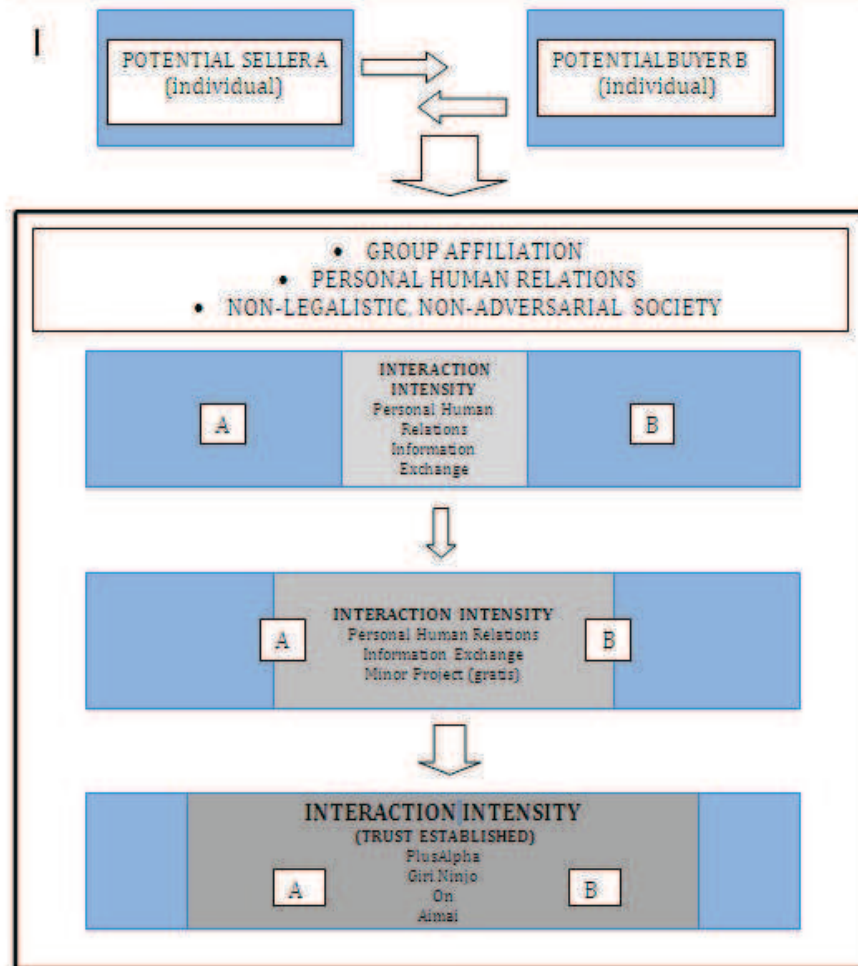 I
POTENTIAL SELLER A
(individual)
POTENTIAL BUYER B
(individual)
• GROUP AFFILIATION
• PERSONAL HUMAN RELATIONS
• NON-LEGALISTIC, NON-ADVERSARIAL SOCIETY
A
INTERACTION
INTENSITY
Personal Human
Relations
Information
Exchange
B
A
INTERACTION INTENSITY
Personal Human Relations
Information Exchange
Minor Project (gratis)
B
INTERACTION INTENSITY
(TRUST ESTABLISHED)
PlusAlpha
Giri Ninjo
On
Aimai
A
B